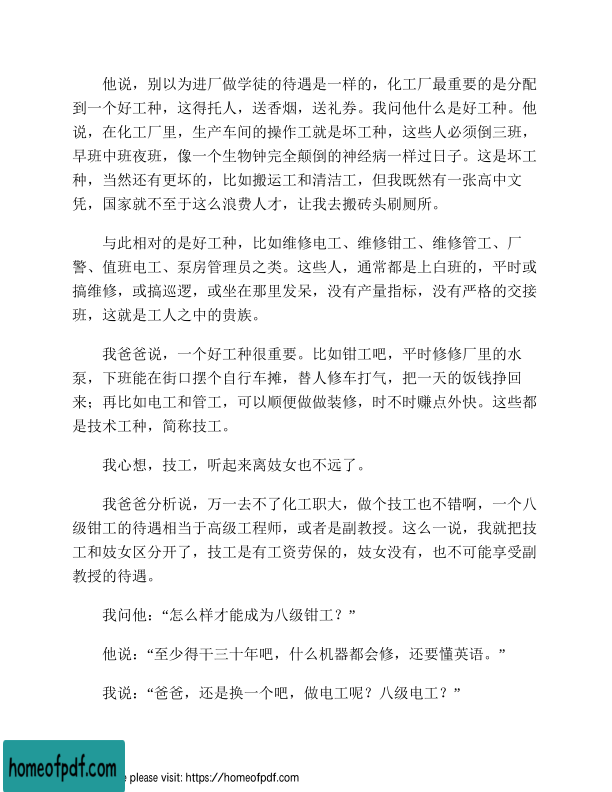 他说，别以为进厂做学徒的待遇是一样的，化工厂最重要的是分配
到一个好工种，这得托人，送香烟，送礼券。我问他什么是好工种。他
说，在化工厂里，生产车间的操作工就是坏工种，这些人必须倒三班，
早班中班夜班，像一个生物钟完全颠倒的神经病一样过日子。这是坏工
种，当然还有更坏的，比如搬运工和清洁工，但我既然有一张高中文
凭，国家就不至于这么浪费人才，让我去搬砖头刷厕所。
与此相对的是好工种，比如维修电工、维修钳工、维修管工、厂
警、值班电工、泵房管理员之类。这些人，通常都是上白班的，平时或
搞维修，或搞巡逻，或坐在那里发呆，没有产量指标，没有严格的交接
班，这就是工人之中的贵族。
我爸爸说，一个好工种很重要。比如钳工吧，平时修修厂里的水
泵，下班能在街口摆个自行车摊，替人修车打气，把一天的饭钱挣回
来；再比如电工和管工，可以顺便做做装修，时不时赚点外快。这些都
是技术工种，简称技工。
我心想，技工，听起来离妓女也不远了。
我爸爸分析说，万一去不了化工职大，做个技工也不错啊，一个八
级钳工的待遇相当于高级工程师，或者是副教授。这么一说，我就把技
工和妓女区分开了，技工是有工资劳保的，妓女没有，也不可能享受副
教授的待遇。
我问他：“怎么样才能成为八级钳工？”
他说：“至少得干三十年吧，什么机器都会修，还要懂英语。”
我说：“爸爸，还是换一个吧，做电工呢？八级电工？”
homeofpdf.com
e please visit: https://homeofpdf.com